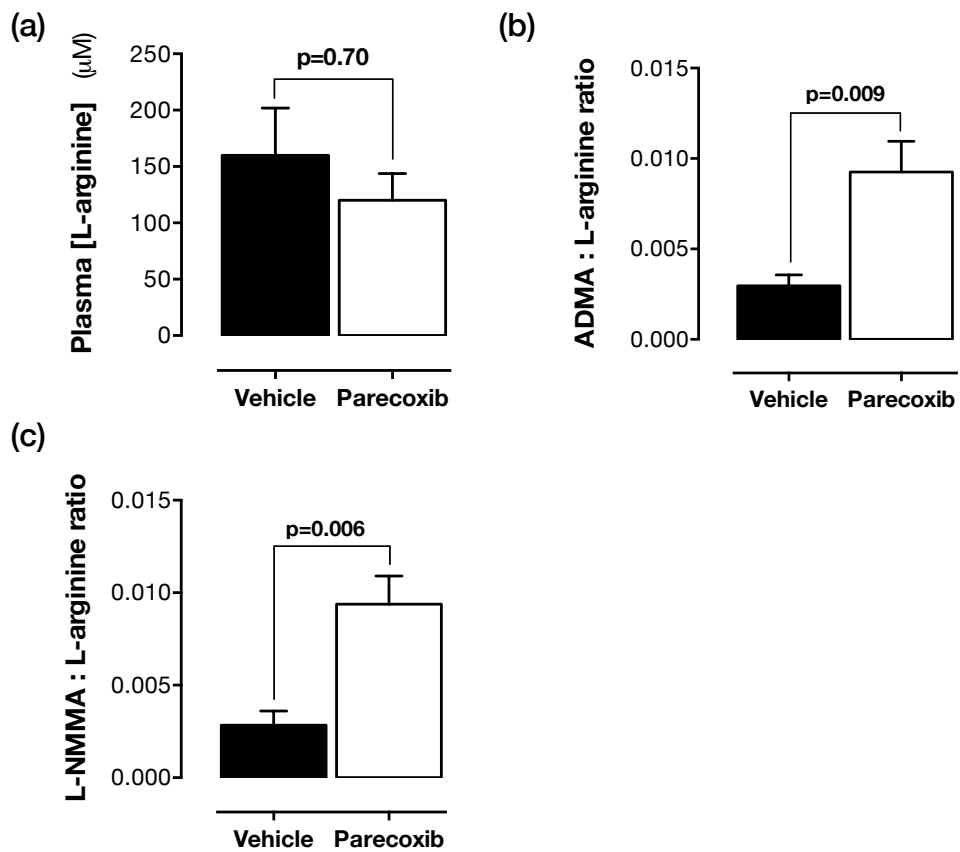 (a)
Plasma [L-arginine] (μM)
250
200
150
100
50
0
p=0.70
Vehicle Parecoxib
(b)
ADMA : L-arginine ratio
0.015
0.010
0.005
0.000
p=0.009
Vehicle Parecoxib
(c)
L-NMMA : L-arginine ratio
0.015
0.010
0.005
0.000
p=0.006
Vehicle Parecoxib